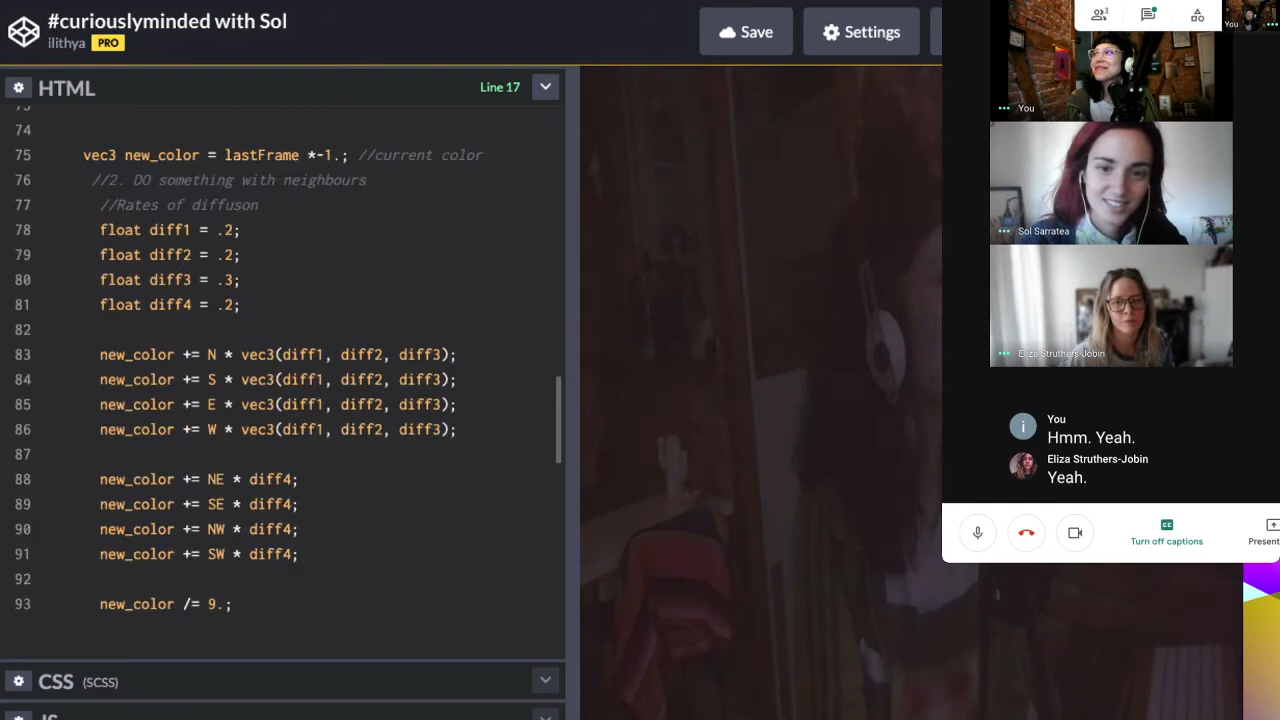 #curiouslyminded with Sol
ilithya PRO
Save
Settings
HTML
Line 17
74
75 vec3 new_color = lastFrame *-1.; //current color
76 //2. DO something with neighbours
77 //Rates of diffuson
78 float diff1 = .2;
79 float diff2 = .2;
80 float diff3 = .3;
81 float diff4 = .2;
82
83 new_color += N * vec3(diff1, diff2, diff3);
84 new_color += S * vec3(diff1, diff2, diff3);
85 new_color += E * vec3(diff1, diff2, diff3);
86 new_color += W * vec3(diff1, diff2, diff3);
87
88 new_color += NE * diff4;
89 new_color += SE * diff4;
90 new_color += NW * diff4;
91 new_color += SW * diff4;
92
93 new_color /= 9.;
CSS (SCSS)
JS
3
You
You
Sol Sarratea
Eliza Struthers-Jobin
i
You
Hmm. Yeah.
Eliza Struthers-Jobin
Yeah.
Turn off captions
Present